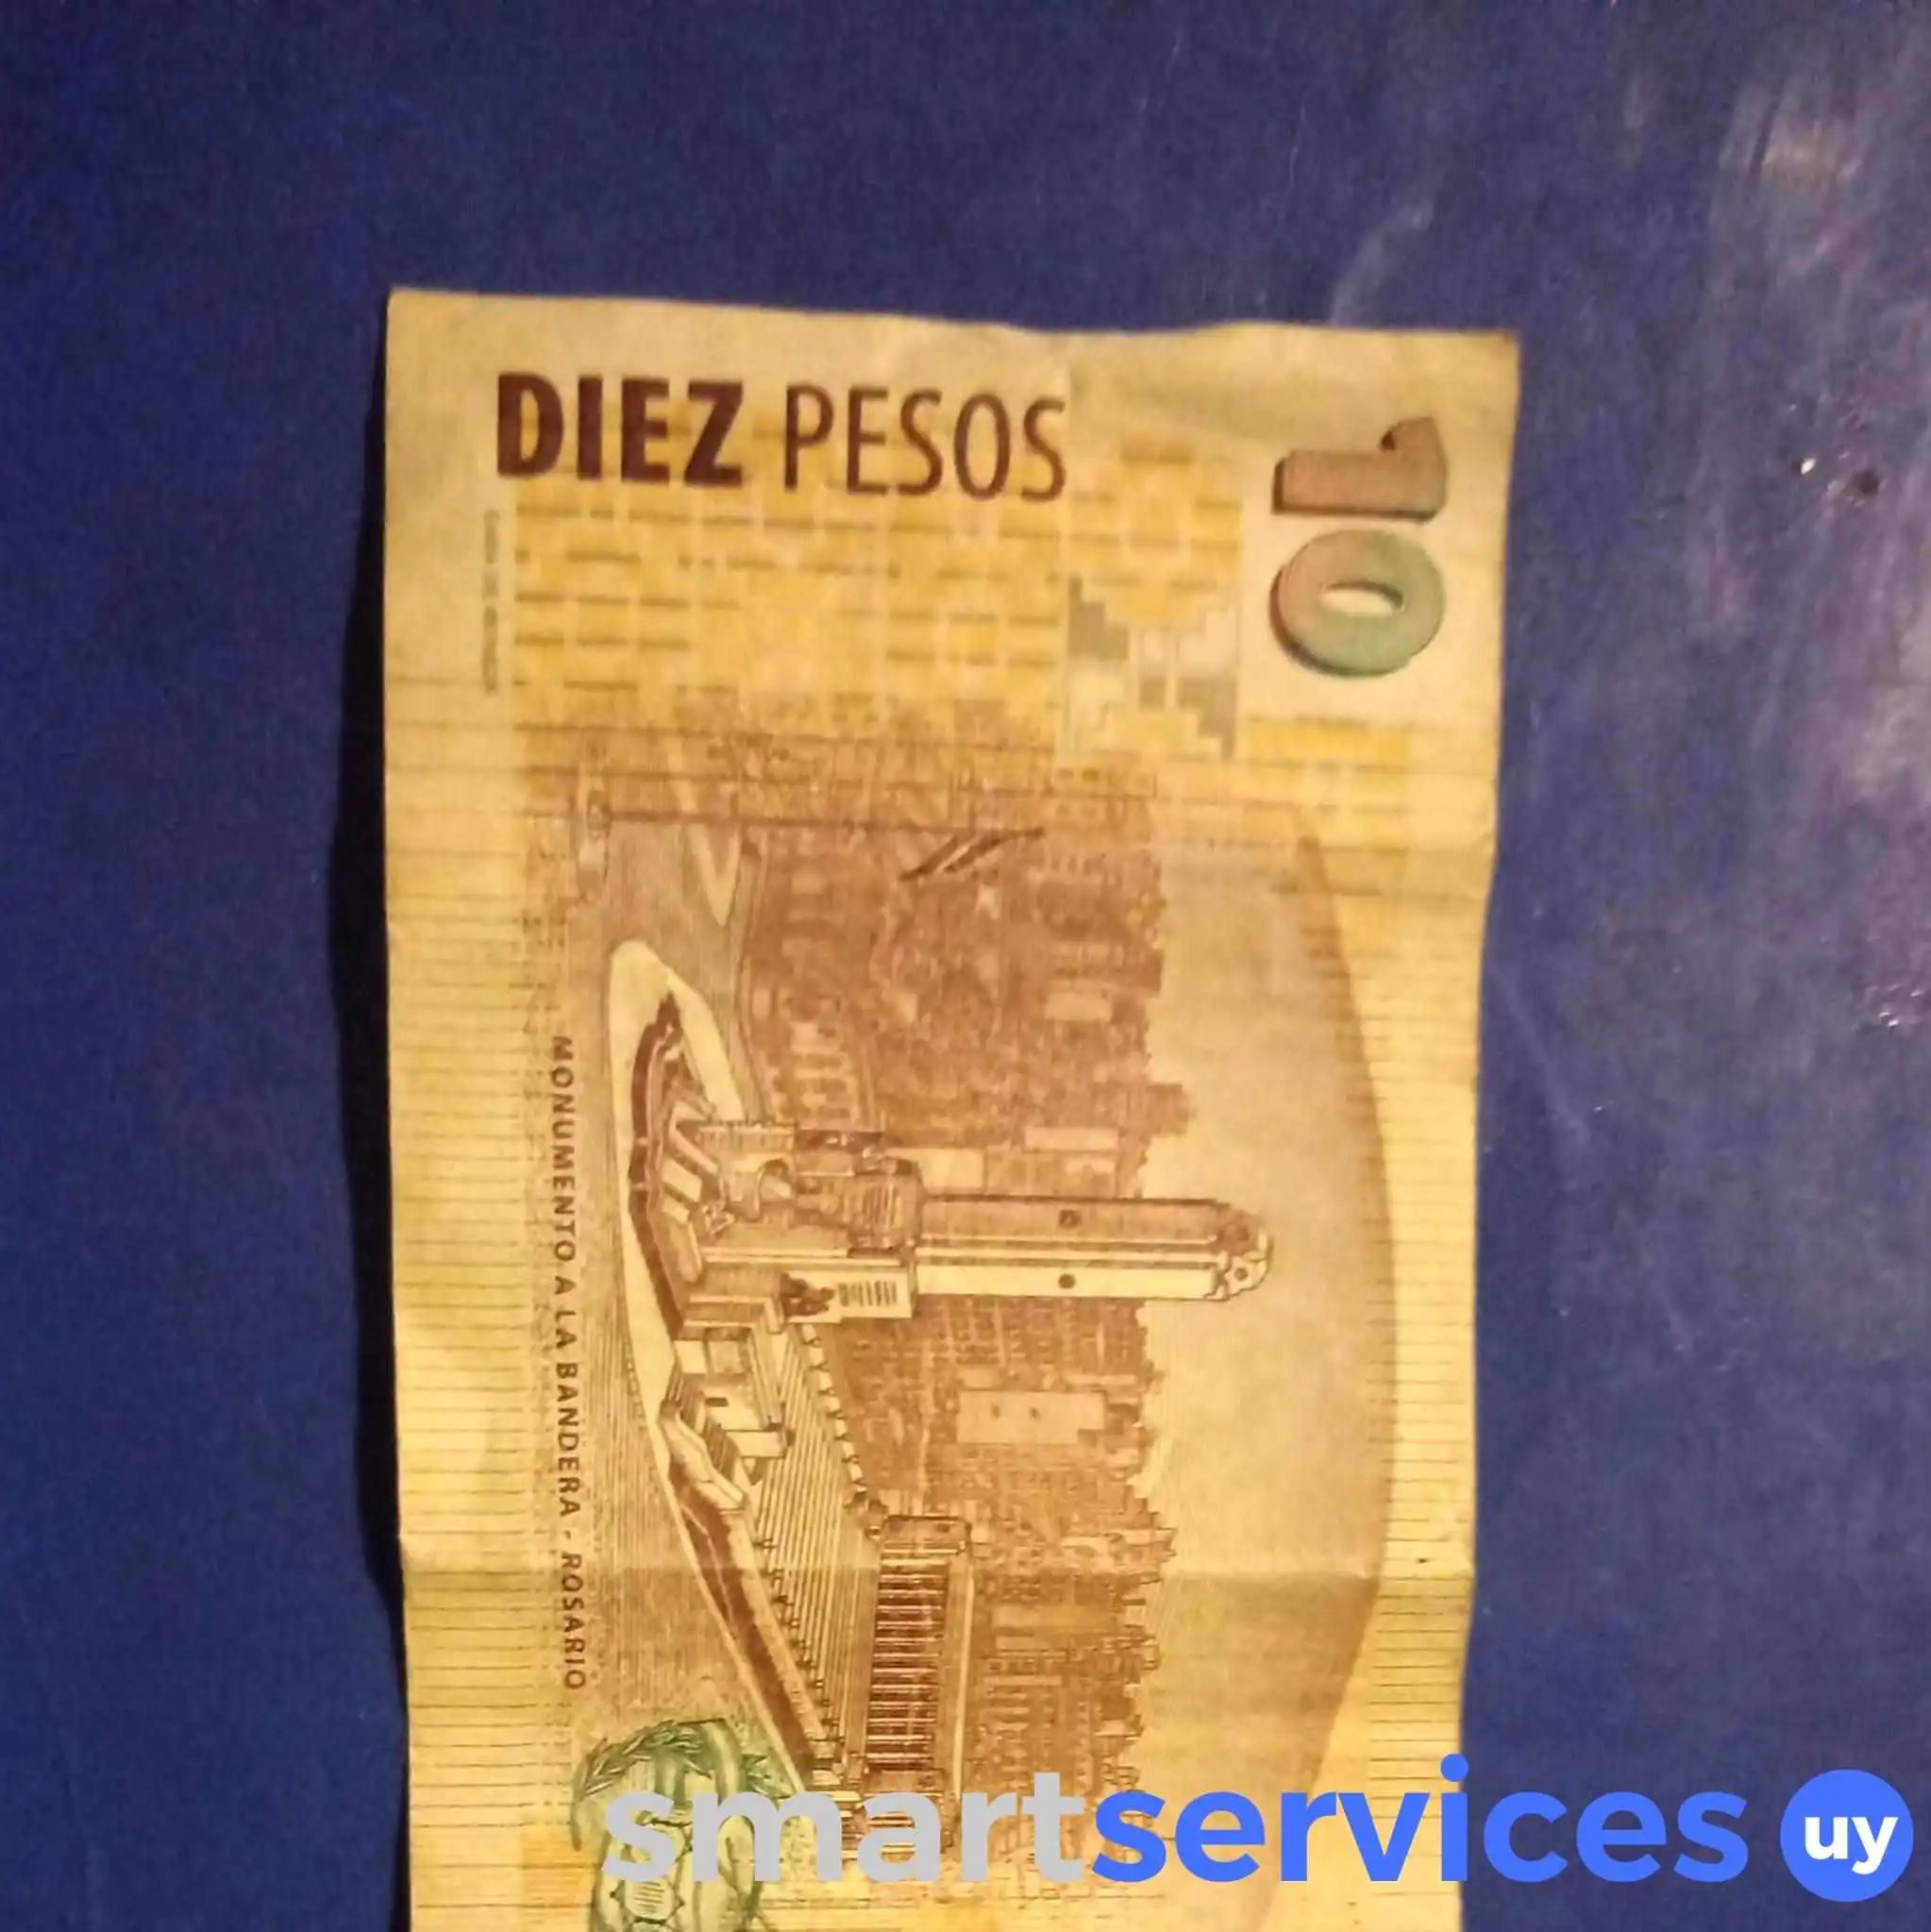 DIEZ PESOS
10
MONUMENTO A LA BANDERA - ROSARIO
smartservices uy